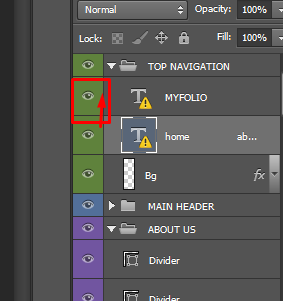 Normal Opacity: 100%
Lock: Fill: 100%
TOP NAVIGATION
T MYFOLIO
T home ab...
Bg fx
MAIN HEADER
ABOUT US
Divider
Divider